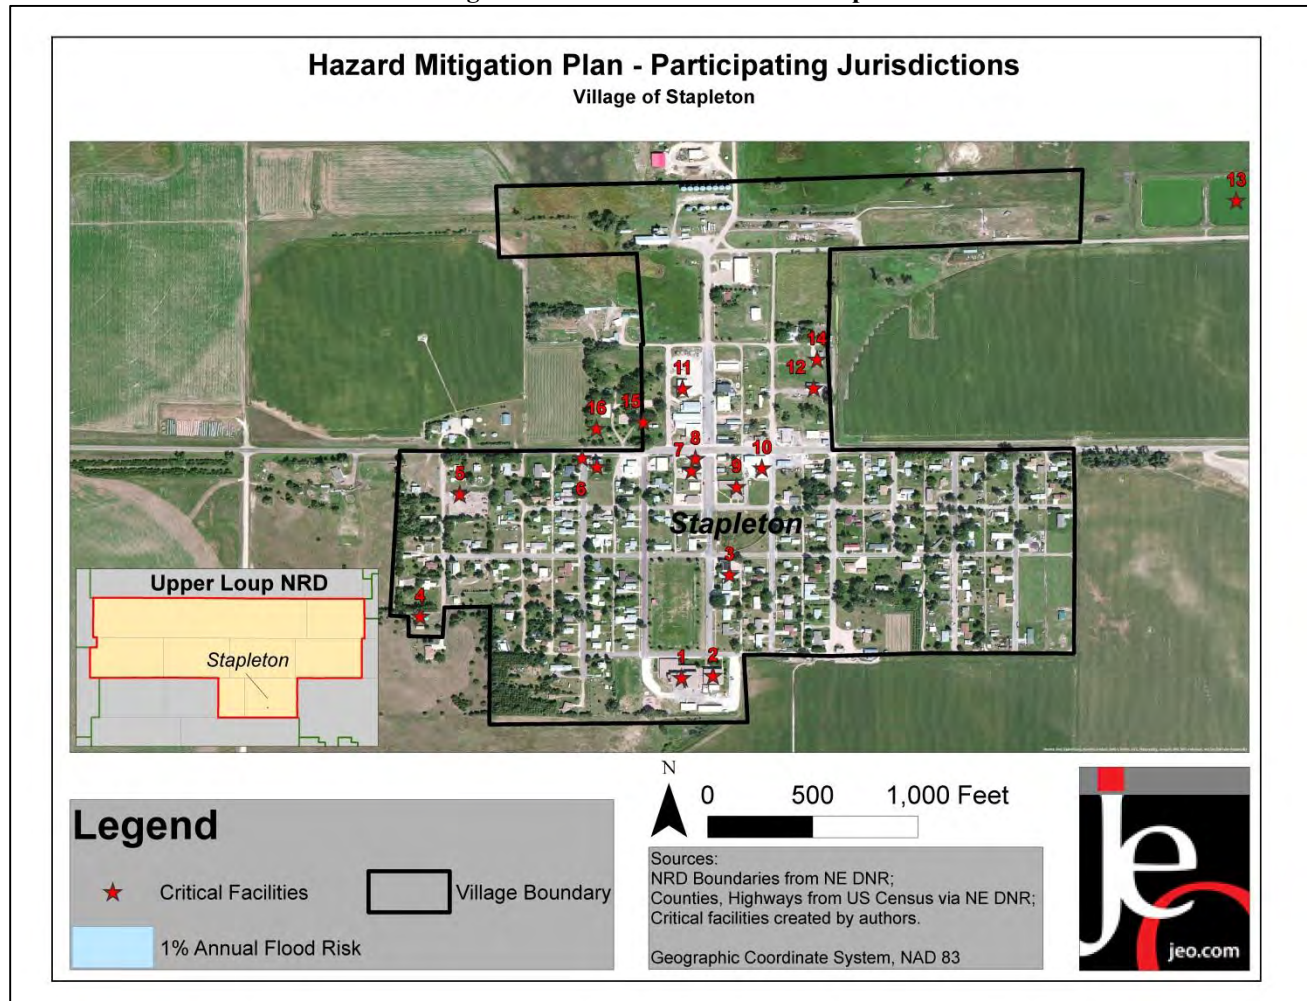 Hazard Mitigation Plan - Participating Jurisdictions
Village of Stapleton
13
14
12
11
15
16
8
7
10
9
6
5
Stapleton
3
4
1
2
Upper Loup NRD
Stapleton
N
0 500 1,000 Feet
Legend
Critical Facilities
Village Boundary
1% Annual Flood Risk
Sources:
NRD Boundaries from NE DNR;
Counties, Highways from US Census via NE DNR;
Critical facilities created by authors.
Geographic Coordinate System, NAD 83
je
jeo.com